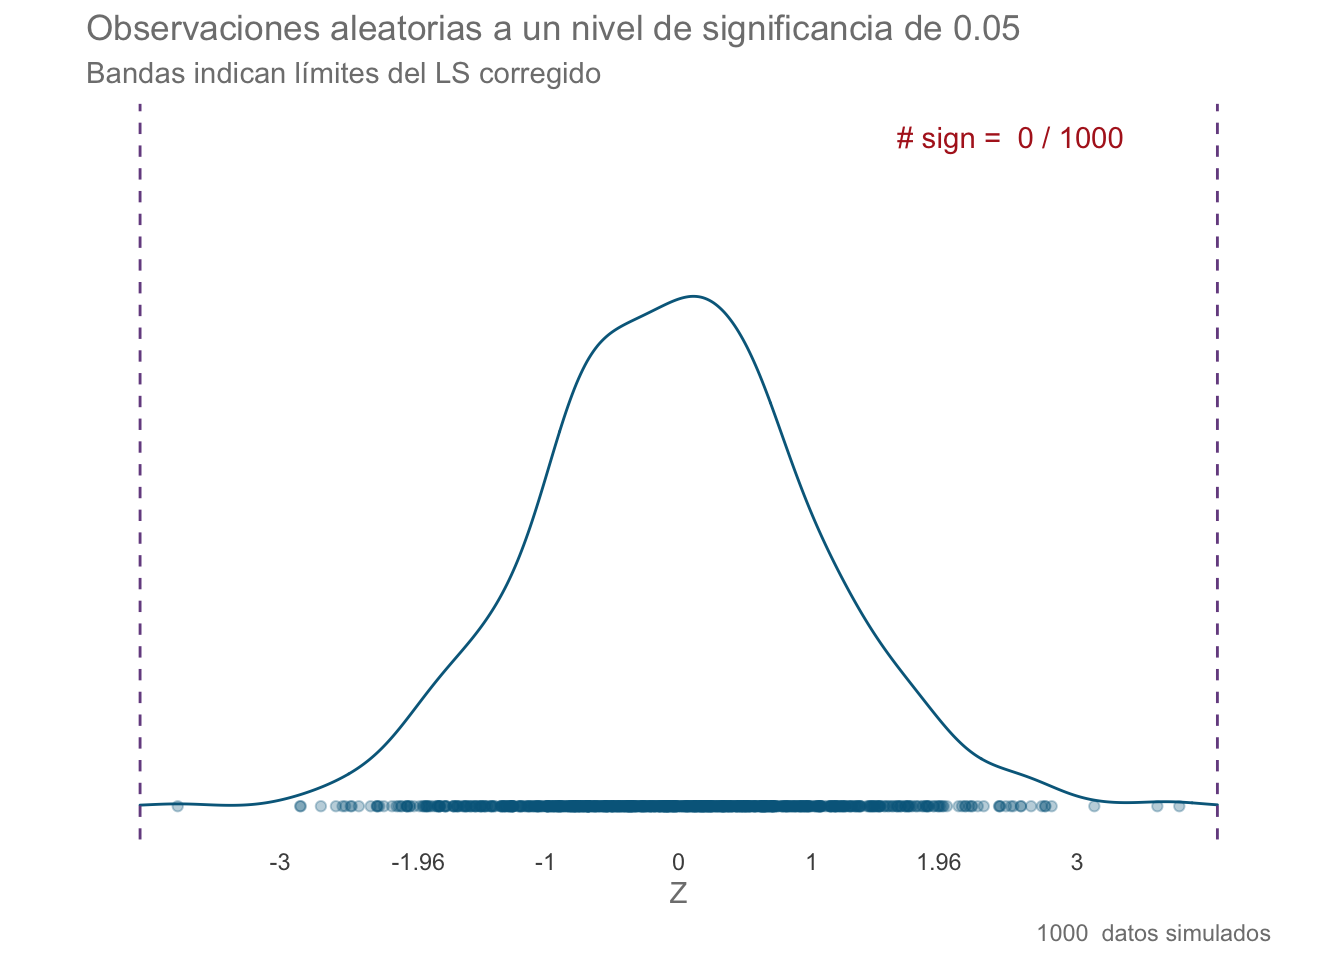 Observaciones aleatorias a un nivel de significancia de 0.05
Bandas indican límites del LS corregido
# sign =  0 / 1000
-3 -1.96 -1 0 1 1.96 3
Z
1000  datos simulados